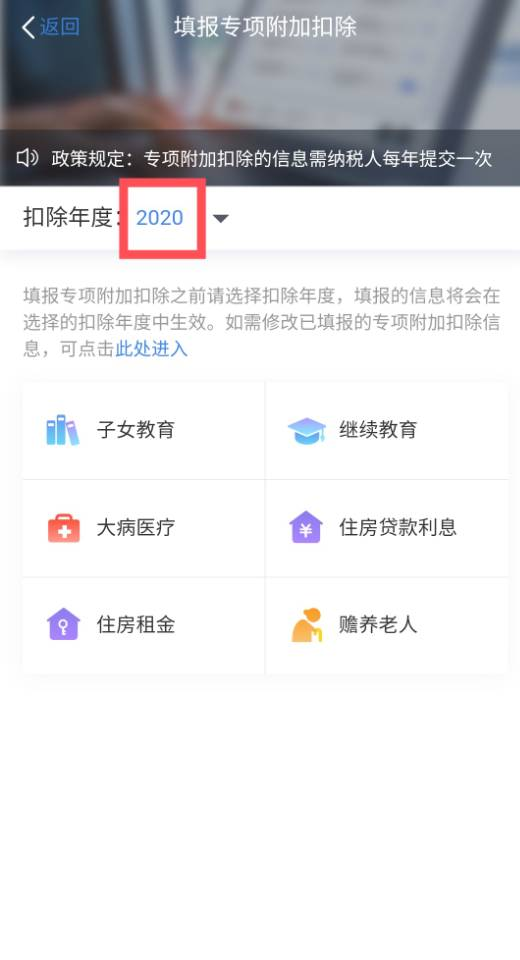 返回
填报专项附加扣除
政策规定：专项附加扣除的信息需纳税人每年提交一次
扣除年度：2020
填报专项附加扣除之前请选择扣除年度，填报的信息将会在
选择的扣除年度中生效。如需修改已填报的专项附加扣除信
息，可点击此处进入
子女教育
继续教育
大病医疗
住房贷款利息
住房租金
赡养老人